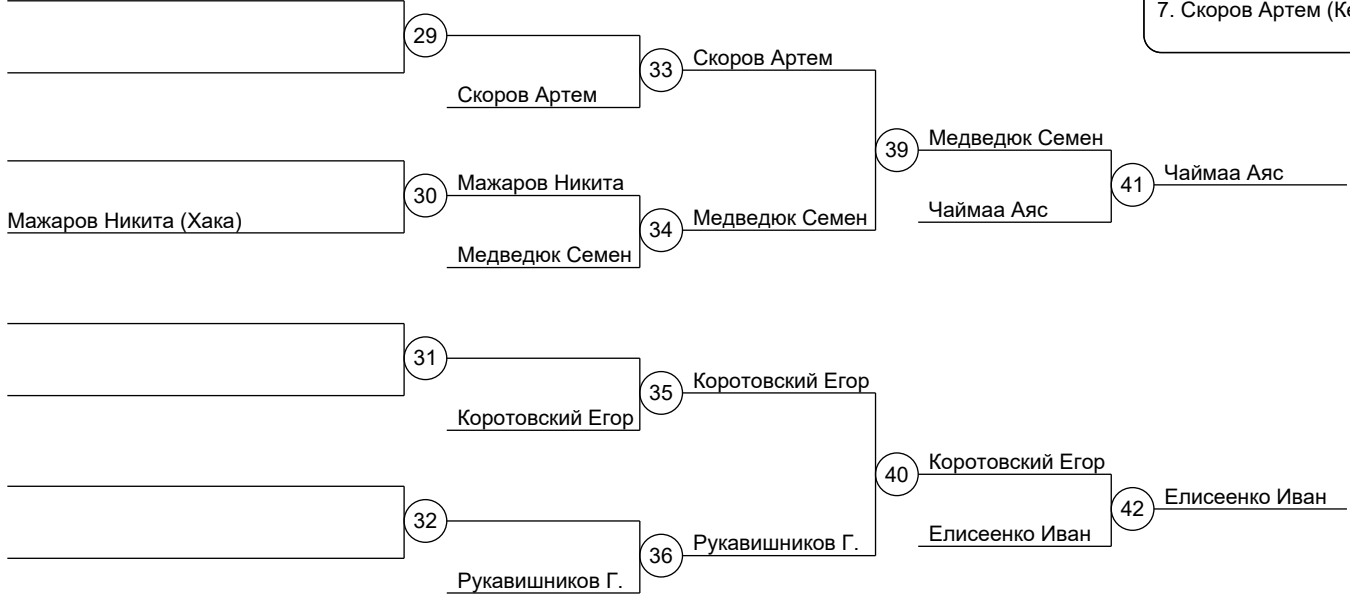 7. Скоров Артем (Ке
29
33
Скоров Артем
Скоров Артем
39
Медведюк Семен
41
Чаймаа Аяс
30
Мажаров Никита
Мажаров Никита (Хака)
34
Медведюк Семен
Чаймаа Аяс
Медведюк Семен
31
35
Коротовский Егор
Коротовский Егор
40
Коротовский Егор
42
Елисеенко Иван
32
Елисеенко Иван
36
Рукавишников Г.
Рукавишников Г.